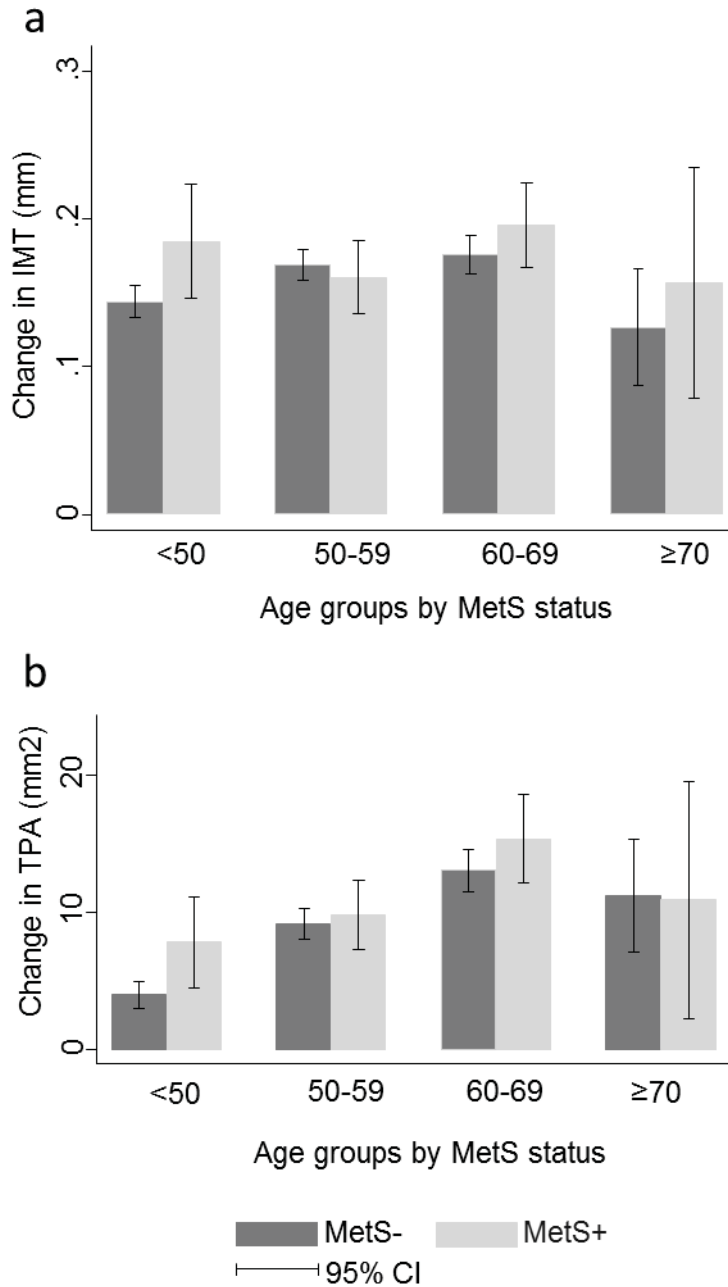 a
Change in IMT (mm)
.3
.2
.1
0
<50 50-59 60-69 ≥70
Age groups by MetS status
b
Change in TPA (mm2)
20
10
0
<50 50-59 60-69 ≥70
Age groups by MetS status
MetS- MetS+
95% CI